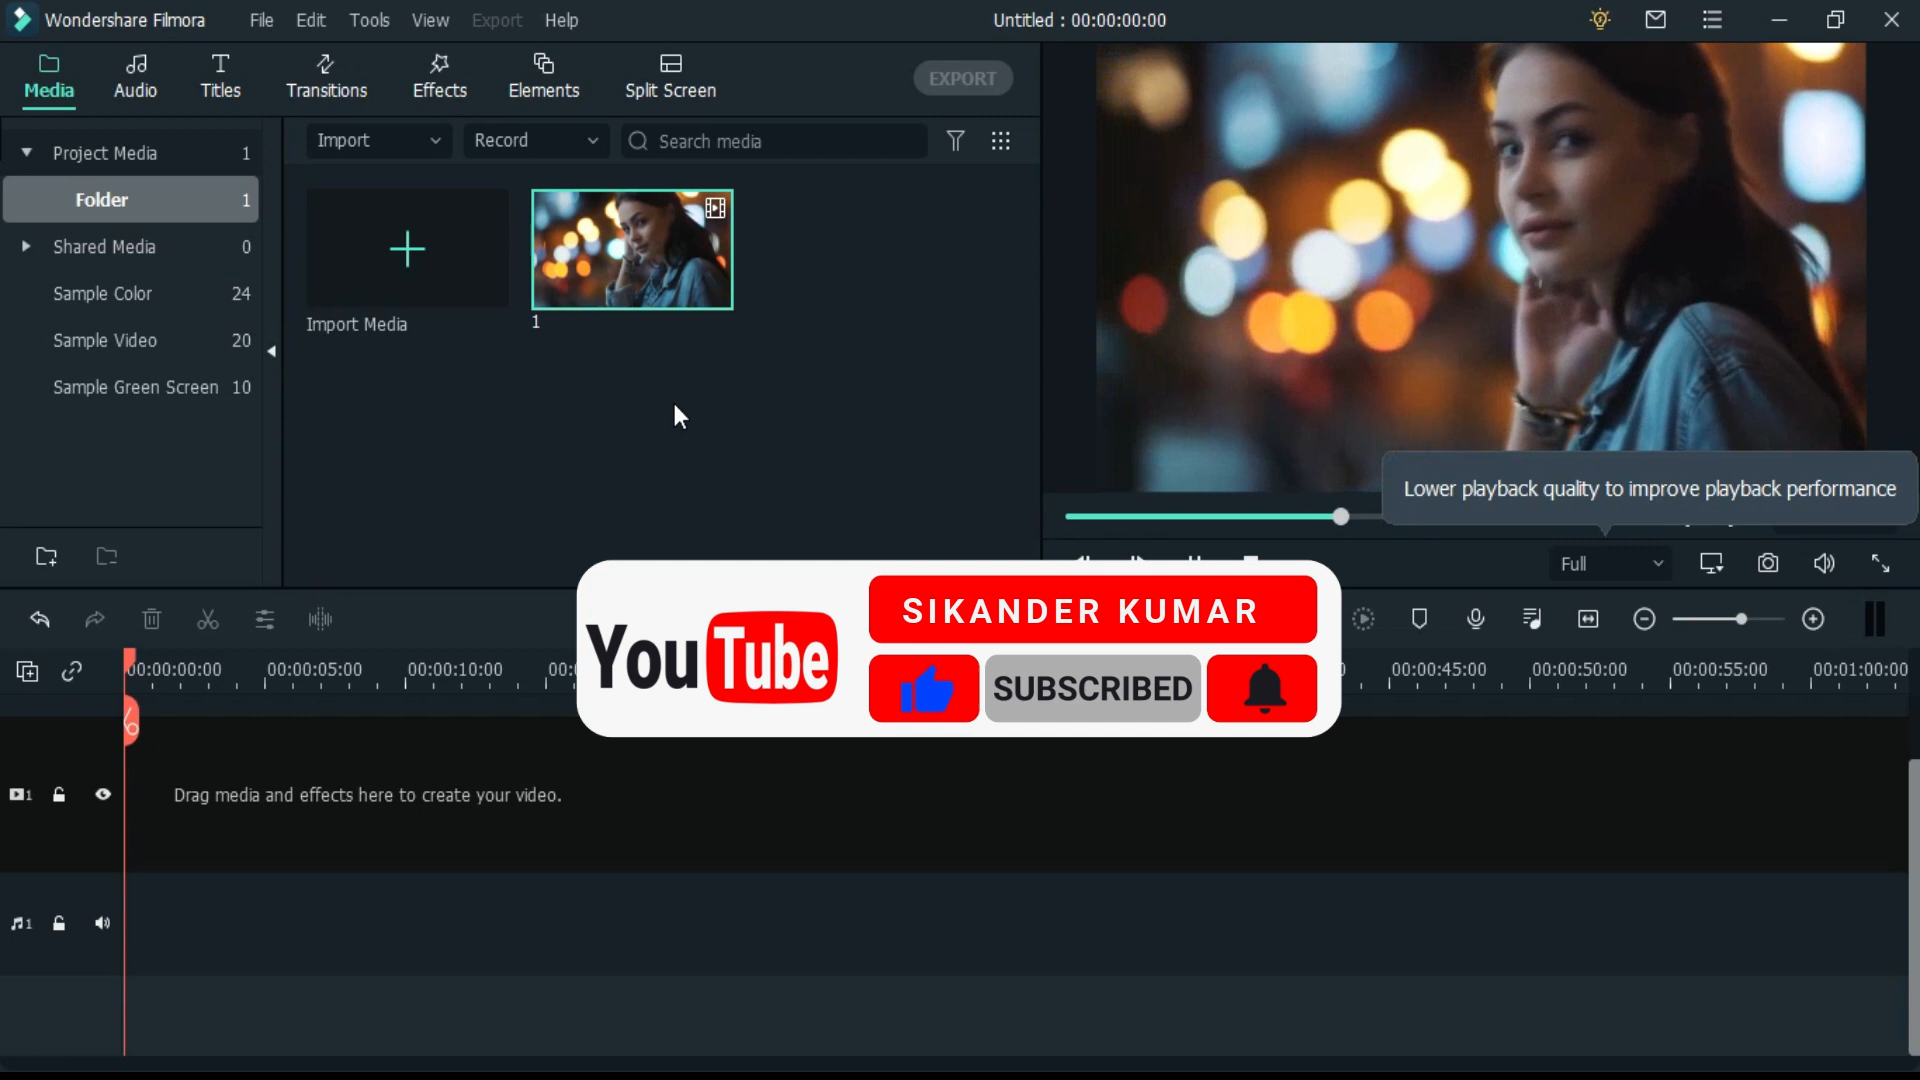 Wondershare Filmora File Edit Tools View Export Help Untitled : 00:00:00:00
Media Audio Titles Transitions Effects Elements Split Screen EXPORT
Project Media 1
Folder 1
Shared Media 0
Sample Color 24
Sample Video 20
Sample Green Screen 10
Import Record Search media
Import Media
1
Lower playback quality to improve playback performance
Full
YouTube
SIKANDER KUMAR
SUBSCRIBED
00:00:00:00 00:00:05:00 00:00:10:00 00:00:45:00 00:00:50:00 00:00:55:00 00:01:00:00
1 Drag media and effects here to create your video.
1